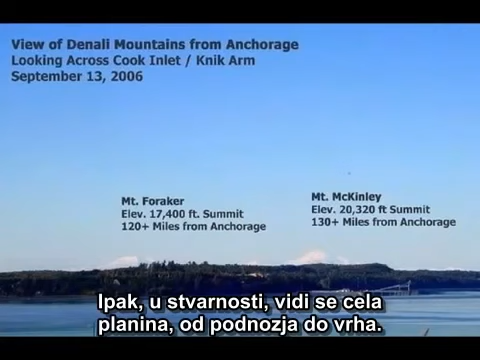 View of Denali Mountains from Anchorage
Looking Across Cook Inlet / Knik Arm
September 13, 2006
Mt. Foraker
Elev. 17,400 ft. Summit
120+ Miles from Anchorage
Mt. McKinley
Elev. 20,320 ft Summit
130+ Miles from Anchorage
Ipak, u stvarnosti, vidi se cela
planina, od podnozja do vrha.